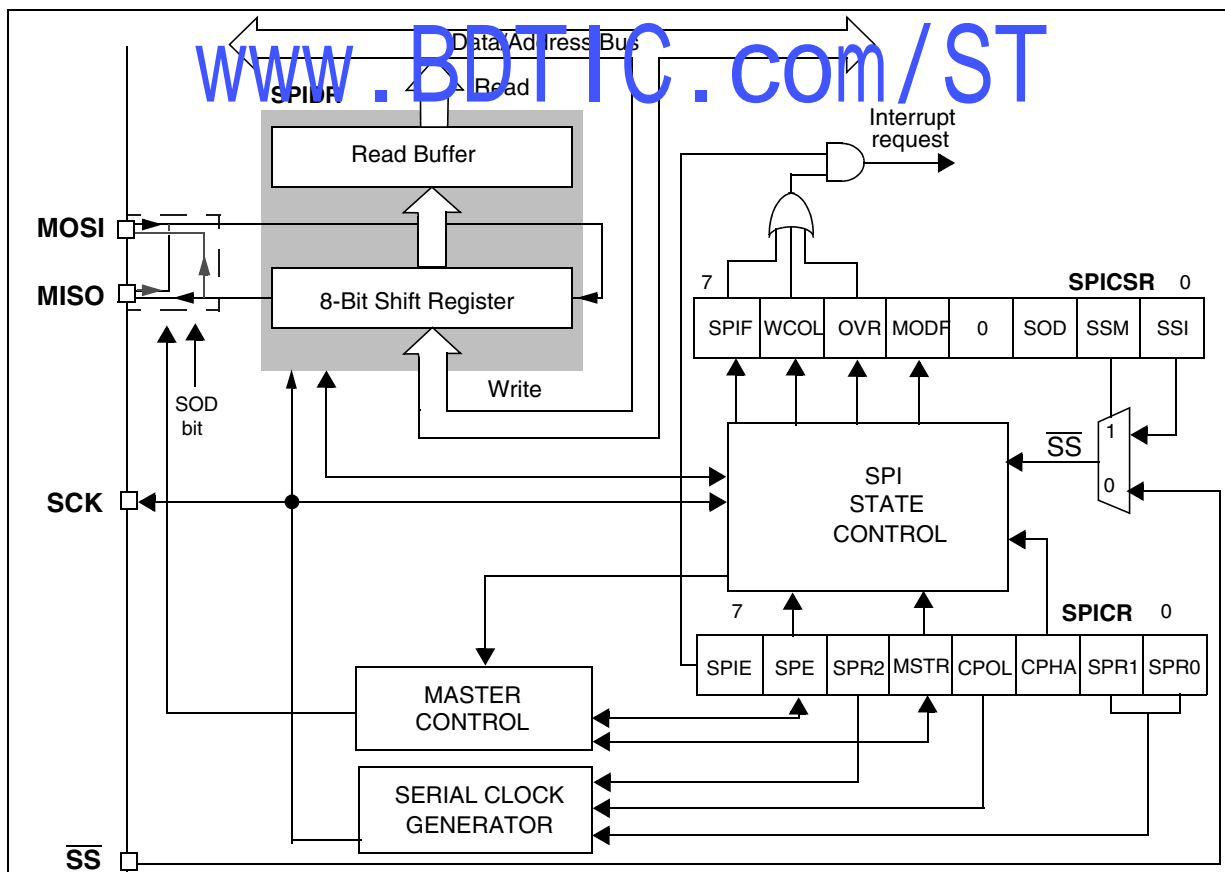 www.BDTIC.com/ST
Data/Address Bus
SPIDR
Read
Interrupt
request
Read Buffer
MOSI
MISO
8-Bit Shift Register
7
SPICSR
0
SPIF
WCOL
OVR
MODF
0
SOD
SSM
SSI
SOD
bit
Write
1
SS
0
SCK
SPI
STATE
CONTROL
7
SPICR
0
SPIE
SPE
SPR2
MSTR
CPOL
CPHA
SPR1
SPR0
MASTER
CONTROL
SERIAL CLOCK
GENERATOR
SS